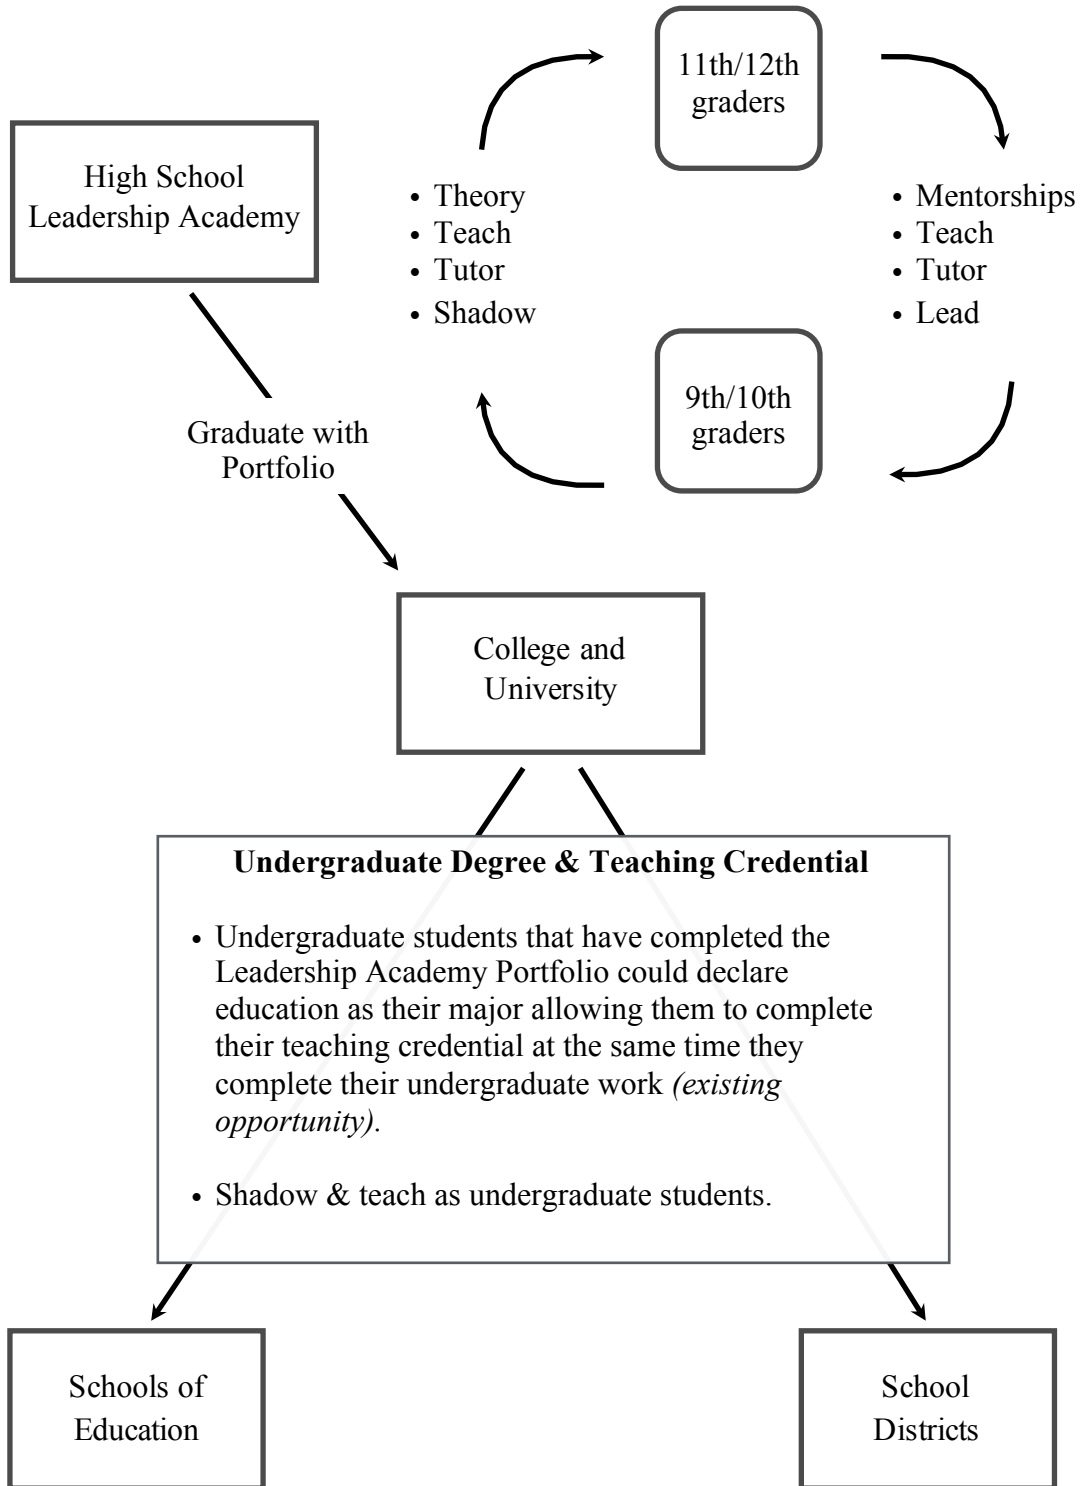 11th/12th
graders
High School
Leadership Academy
• Theory
• Teach
• Tutor
• Shadow
• Mentorships
• Teach
• Tutor
• Lead
9th/10th
graders
Graduate with
Portfolio
College and
University
Undergraduate Degree & Teaching Credential
• Undergraduate students that have completed the
Leadership Academy Portfolio could declare
education as their major allowing them to complete
their teaching credential at the same time they
complete their undergraduate work (existing
opportunity).
• Shadow & teach as undergraduate students.
Schools of
Education
School
Districts